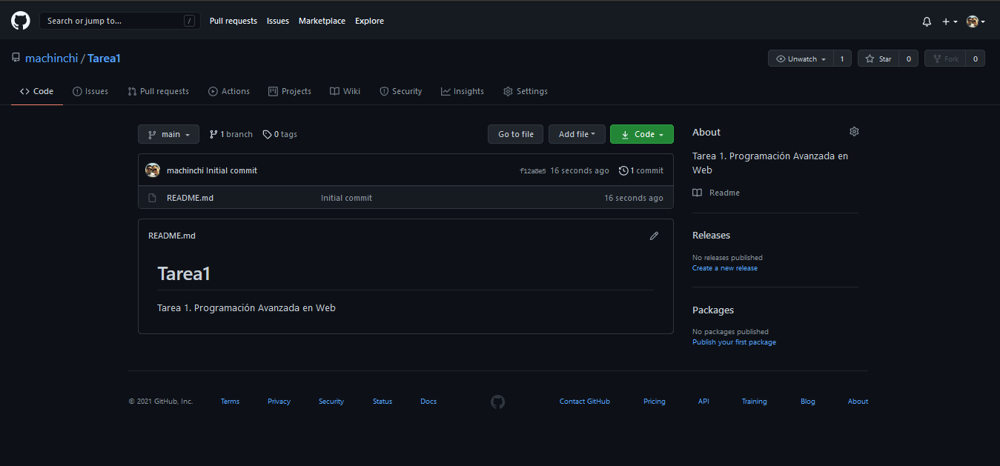 Search or jump to... / Pull requests Issues Marketplace Explore
machinchi / Tarea1 Unwatch 1 Star 0 Fork 0
Code Issues Pull requests Actions Projects Wiki Security Insights Settings
main 1 branch 0 tags Go to file Add file Code
machinchi Initial commit f12a8e5 16 seconds ago 1 commit
README.md Initial commit 16 seconds ago
README.md
Tarea1
Tarea 1. Programación Avanzada en Web
About
Tarea 1. Programación Avanzada en
Web
Readme
Releases
No releases published
Create a new release
Packages
No packages published
Publish your first package
© 2021 GitHub, Inc. Terms Privacy Security Status Docs Contact GitHub Pricing API Training Blog About